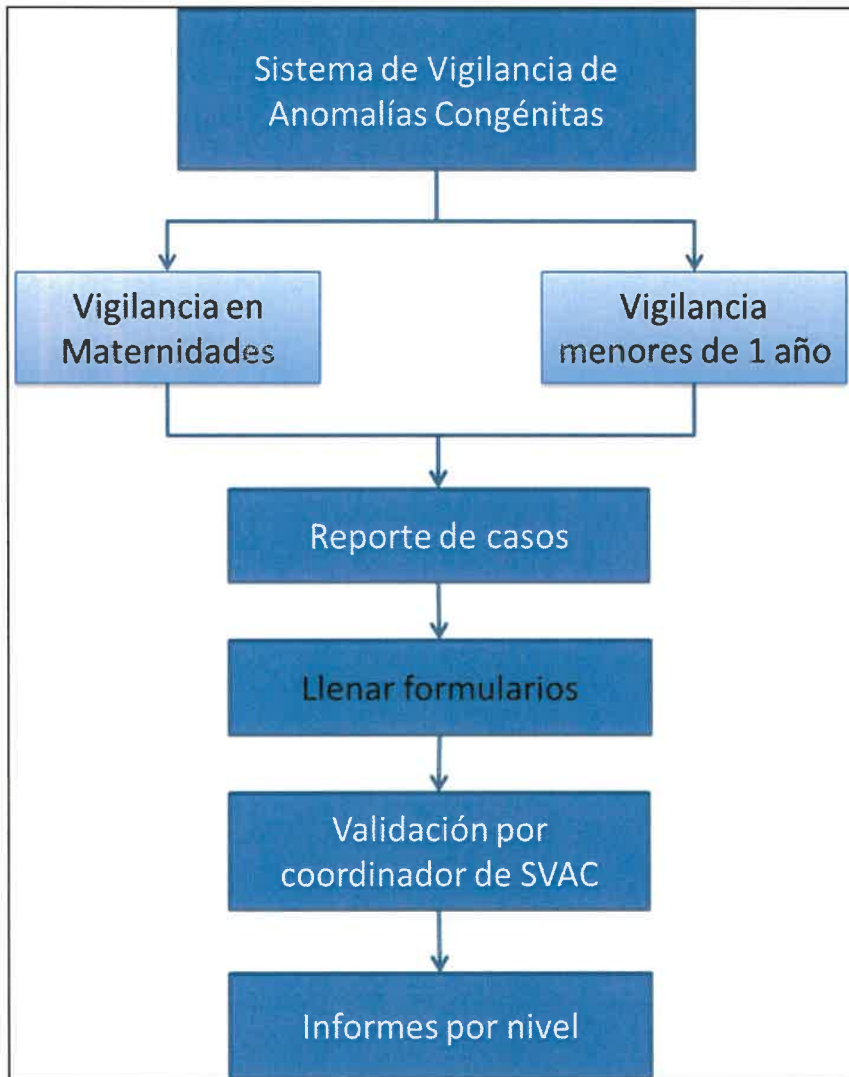 Sistema de Vigilancia de
Anomalías Congénitas
Vigilancia en
Maternidades
Vigilancia
menores de 1 año
Reporte de casos
Llenar formularios
Validación por
coordinador de SVAC
Informes por nivel